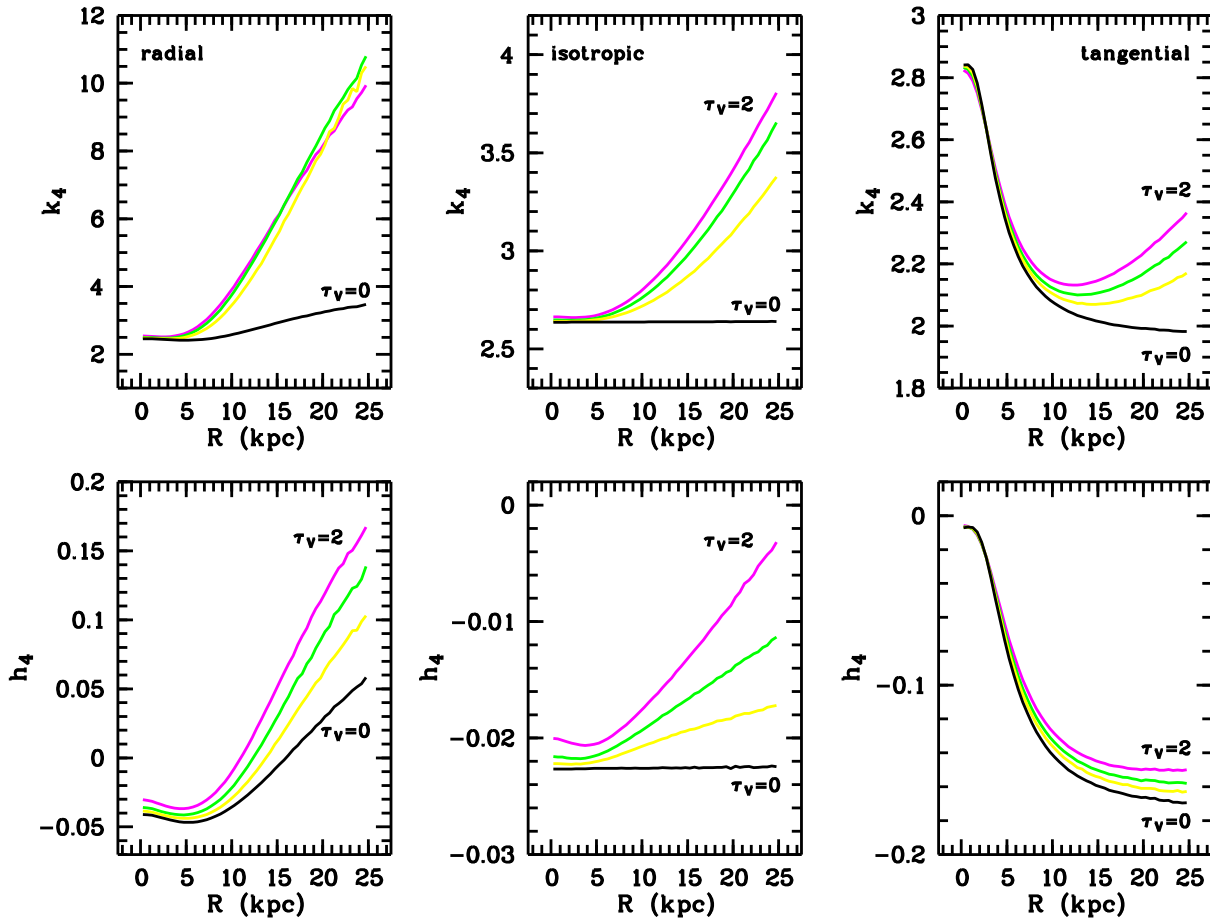 12
10
8
6
4
2
k4
radial
τV=0
0 5 10 15 20 25
R (kpc)
4
3.5
3
2.5
k4
isotropic
τV=2
τV=0
0 5 10 15 20 25
R (kpc)
3
2.8
2.6
2.4
2.2
2
1.8
k4
tangential
τV=2
τV=0
0 5 10 15 20 25
R (kpc)
0.2
0.15
0.1
0.05
0
−0.05
h4
τV=2
τV=0
0 5 10 15 20 25
R (kpc)
0
−0.01
−0.02
−0.03
h4
τV=2
τV=0
0 5 10 15 20 25
R (kpc)
0
−0.1
−0.2
h4
τV=2
τV=0
0 5 10 15 20 25
R (kpc)